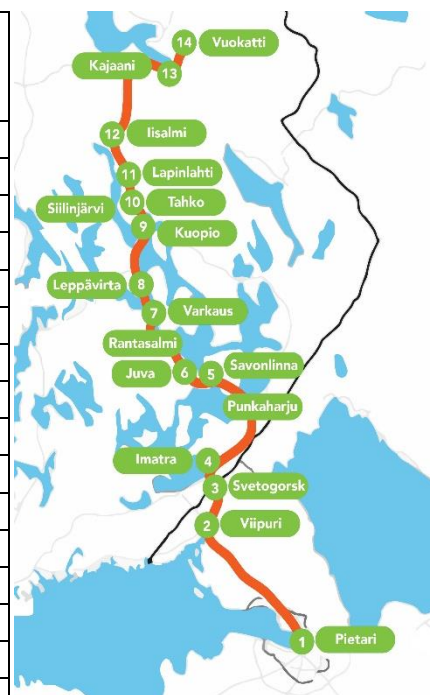 14 Vuokatti
Kajaani
13
12 Iisalmi
11 Lapinlahti
10 Tahko
Siilinjärvi
9 Kuopio
Leppävirta 8
7 Varkaus
Rantasalmi
Juva 6 5 Savonlinna
Punkaharju
Imatra 4
3 Svetogorsk
2 Viipuri
1 Pietari